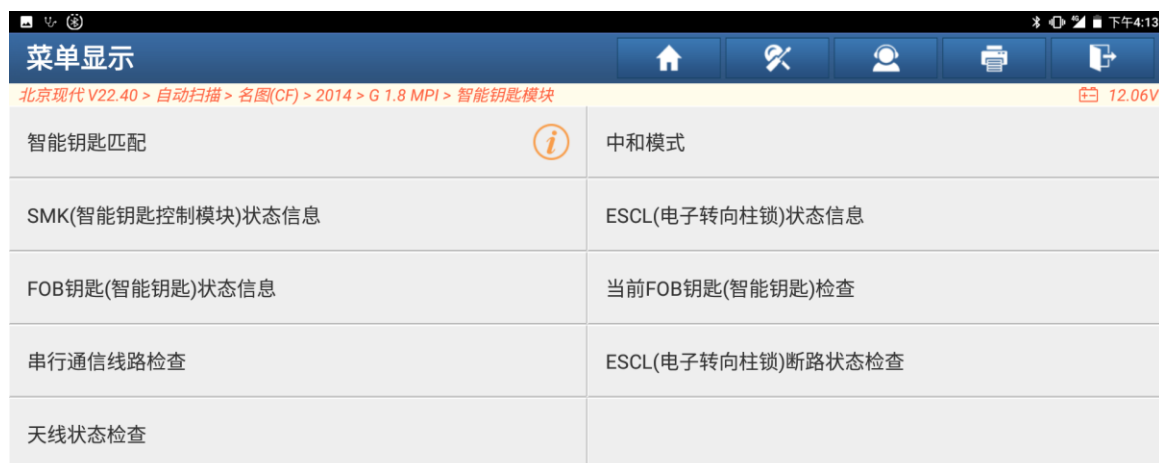 下午4:13
菜单显示
北京现代 V22.40 > 自动扫描 > 名图(CF) > 2014 > G 1.8 MPI > 智能钥匙模块
12.06V
智能钥匙匹配
中和模式
SMK(智能钥匙控制模块)状态信息
ESCL(电子转向柱锁)状态信息
FOB钥匙(智能钥匙)状态信息
当前FOB钥匙(智能钥匙)检查
串行通信线路检查
ESCL(电子转向柱锁)断路状态检查
天线状态检查